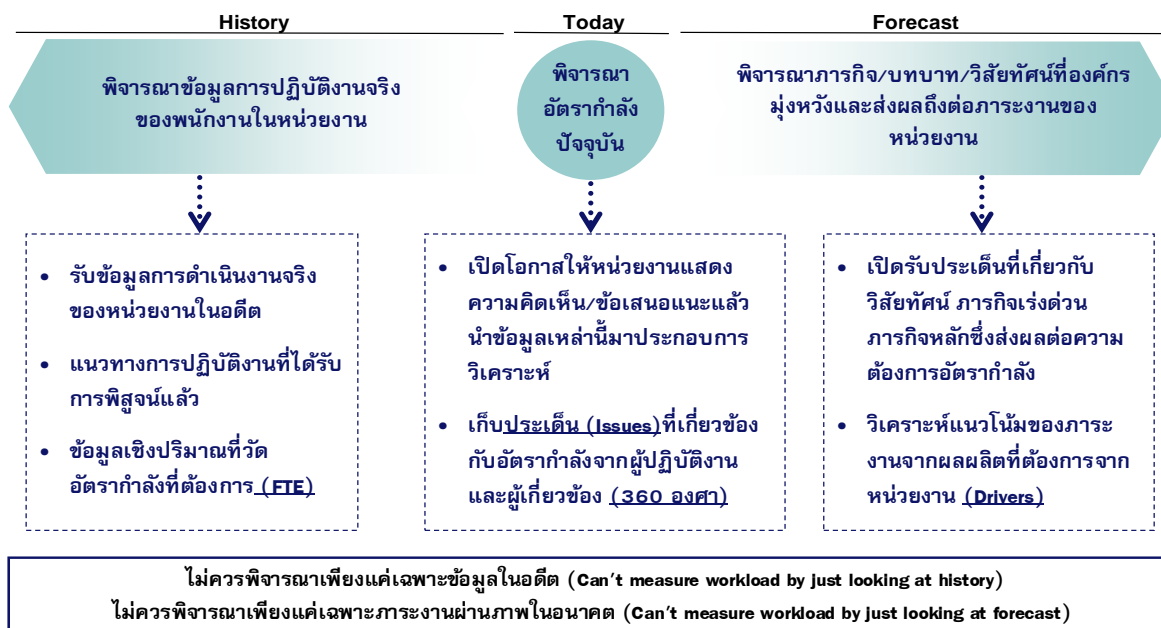 History
Today
Forecast
พิจารณาข้อมูลการปฏิบัติงานจริง
ของพนักงานในหน่วยงาน
พิจารณา
อัตรากำลัง
ปัจจุบัน
พิจารณาภารกิจ/บทบาท/วิสัยทัศน์ที่องค์กร
มุ่งหวังและส่งผลถึงต่อภาระงานของ
หน่วยงาน
• รับข้อมูลการดำเนินงานจริง
ของหน่วยงานในอดีต
• แนวทางการปฏิบัติงานที่ได้รับ
การพิสูจน์แล้ว
• ข้อมูลเชิงปริมาณที่วัด
อัตรากำลังที่ต้องการ (FTE)
• เปิดโอกาสให้หน่วยงานแสดง
ความคิดเห็น/ข้อเสนอแนะแล้ว
นำข้อมูลเหล่านี้มาประกอบการ
วิเคราะห์
• เก็บประเด็น (Issues)ที่เกี่ยวข้อง
กับอัตรากำลังจากผู้ปฏิบัติงาน
และผู้เกี่ยวข้อง (360 องศา)
• เปิดรับประเด็นที่เกี่ยวกับ
วิสัยทัศน์ ภารกิจเร่งด่วน
ภารกิจหลักซึ่งส่งผลต่อความ
ต้องการอัตรากำลัง
• วิเคราะห์แนวโน้มของภาระ
งานจากผลผลิตที่ต้องการจาก
หน่วยงาน (Drivers)
ไม่ควรพิจารณาเพียงแค่เฉพาะข้อมูลในอดีต (Can't measure workload by just looking at history)
ไม่ควรพิจารณาเพียงแค่เฉพาะภาระงานผ่านภาพในอนาคต (Can't measure workload by just looking at forecast)